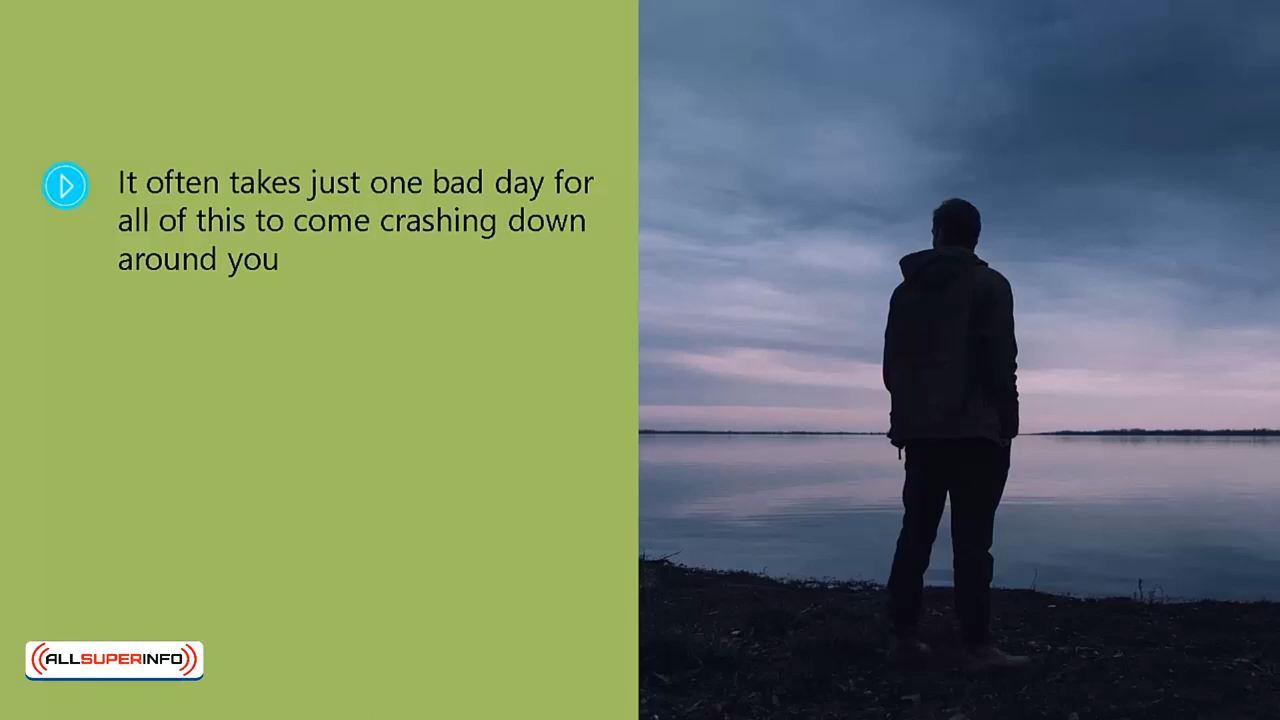 It often takes just one bad day for
all of this to come crashing down
around you
ALLSUPERINFO